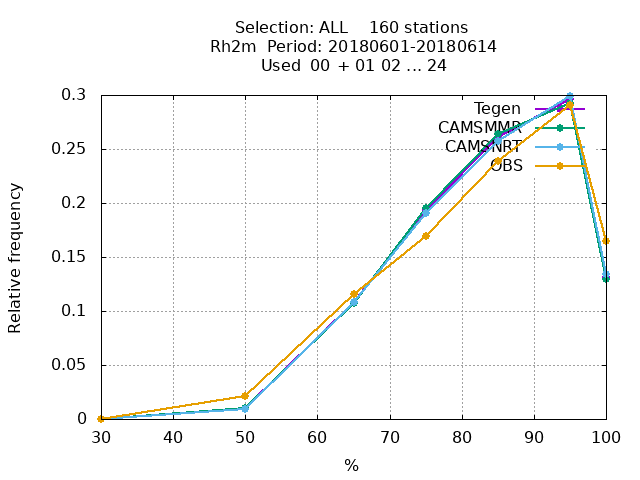 Selection: ALL    160 stations
Rh2m  Period: 20180601-20180614
Used  00 + 01 02 ... 24
0.3
0.25
0.2
0.15
0.1
0.05
0
Relative frequency
Tegen
CAMSMMR
CAMSNRT
OBS
30 40 50 60 70 80 90 100
%